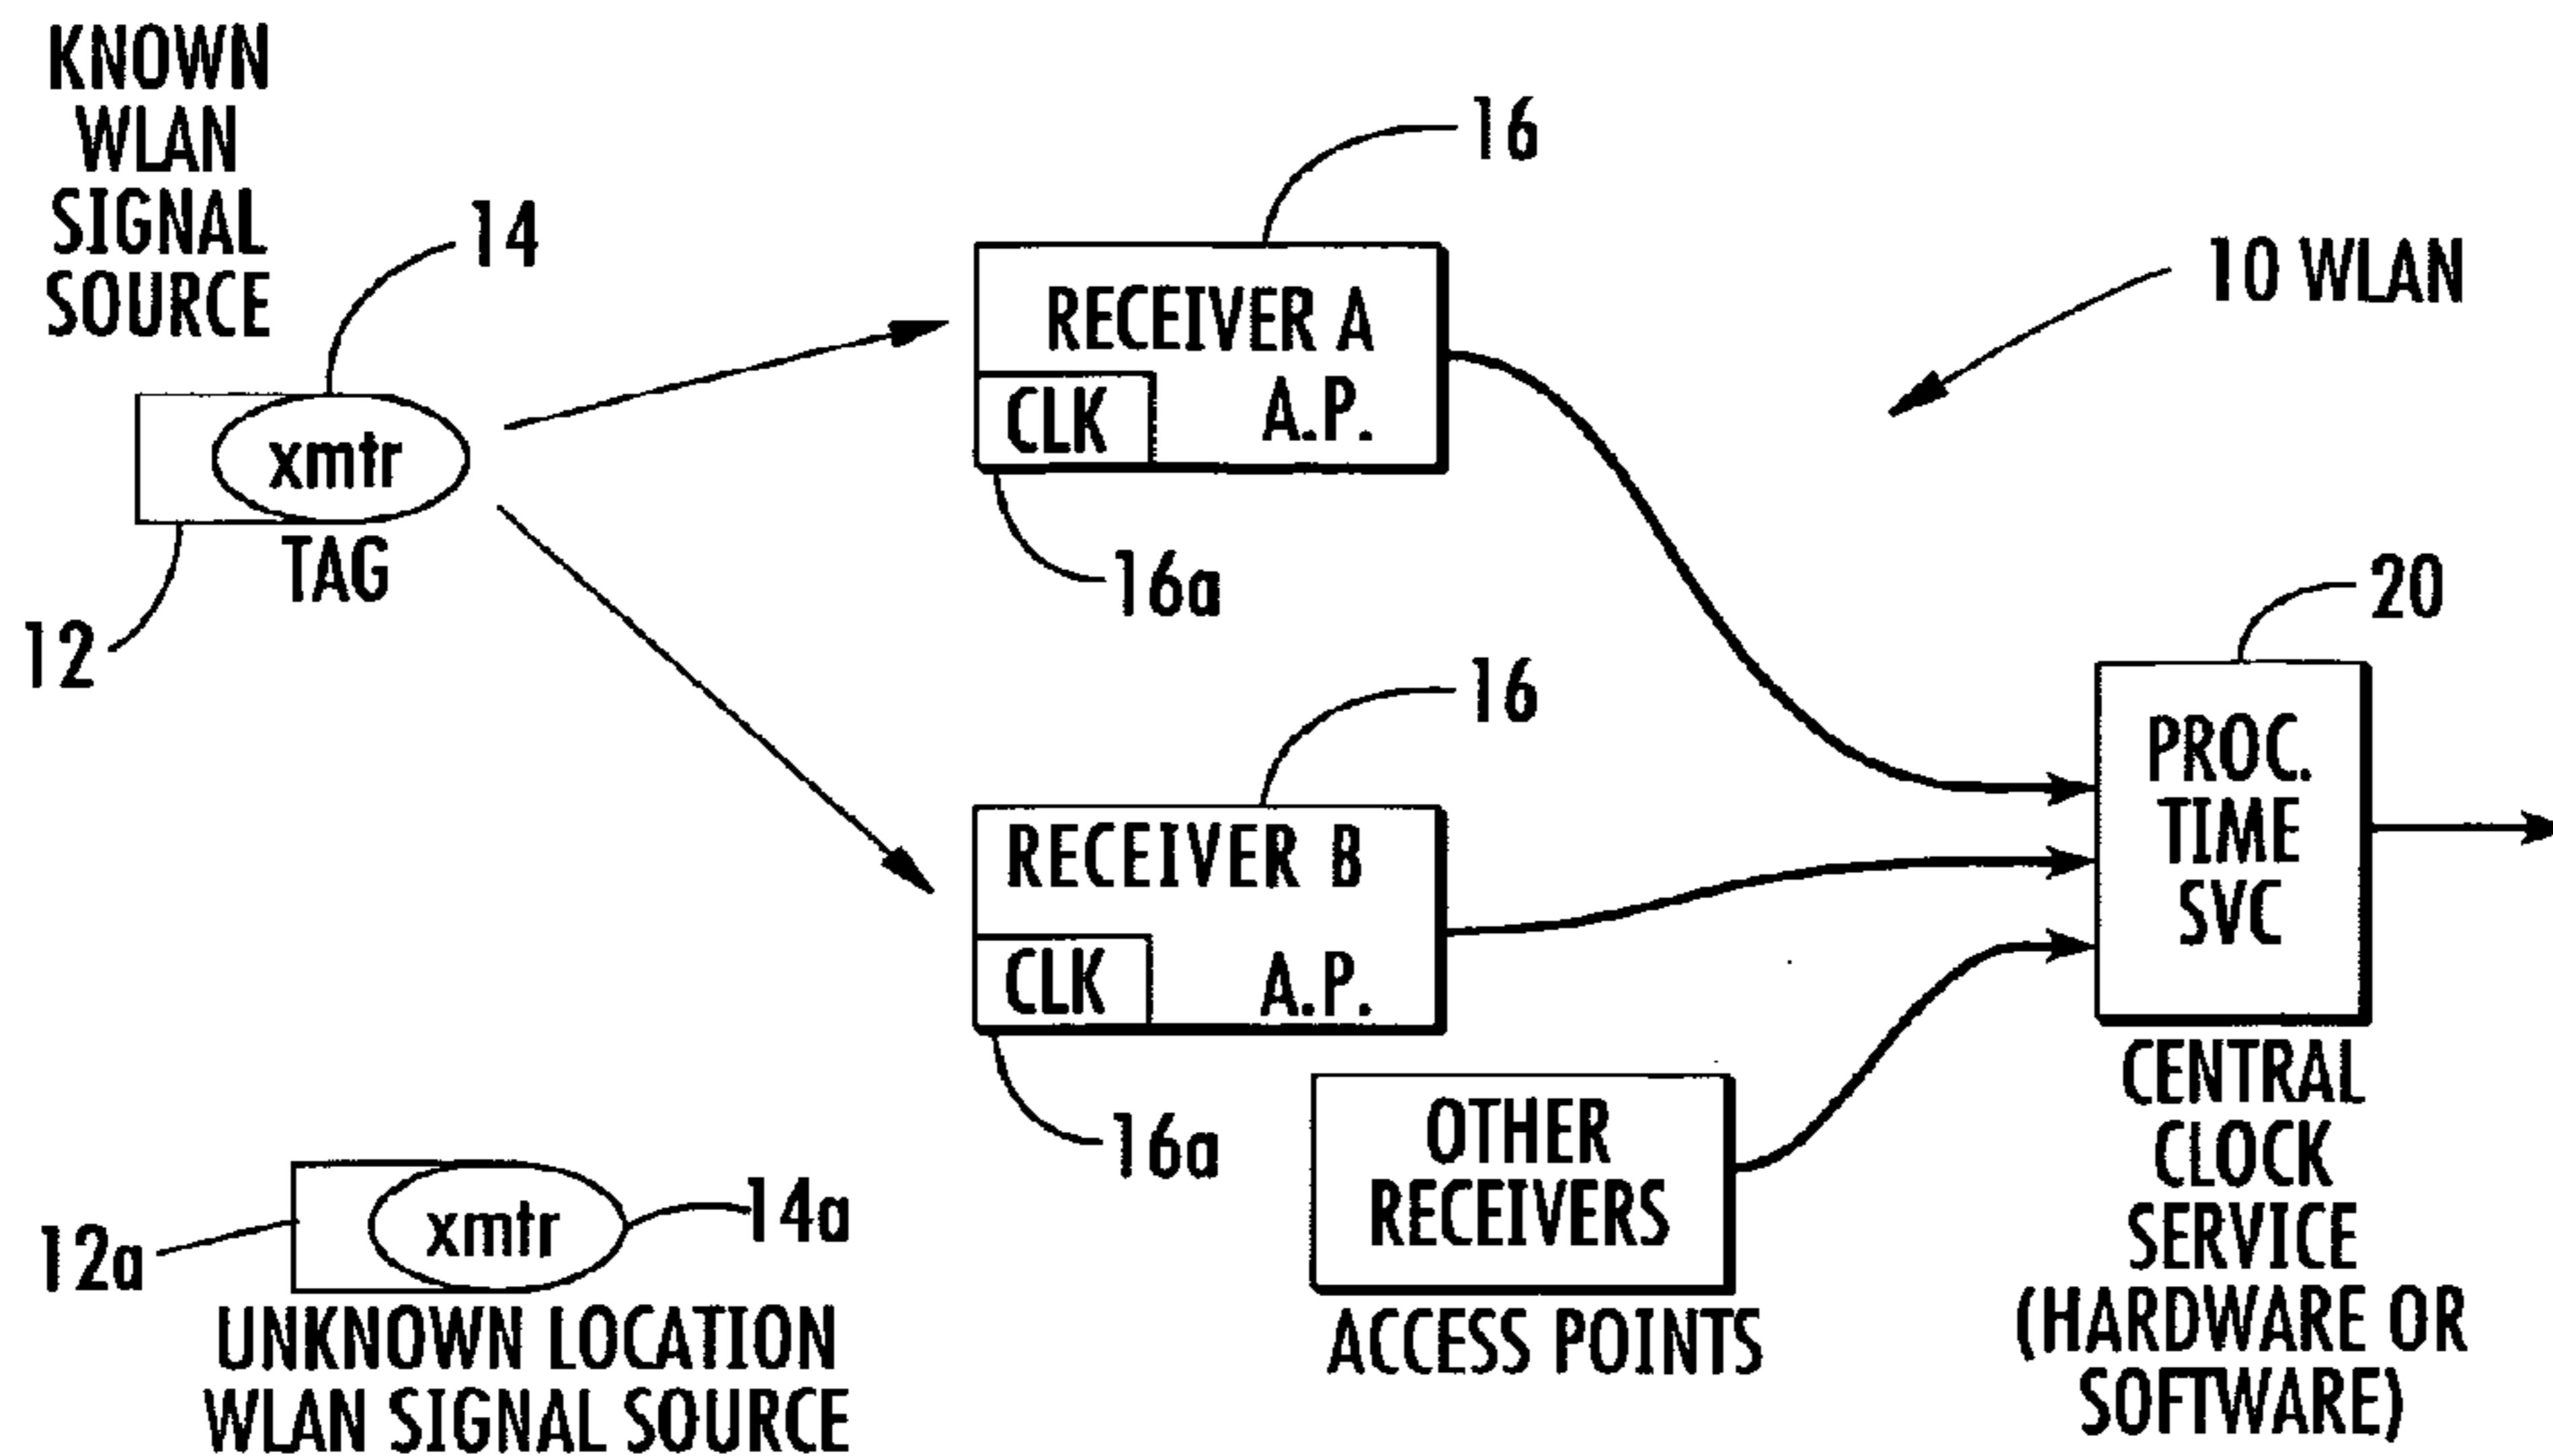 KNOWN
WLAN
SIGNAL
SOURCE
14
xmtr
TAG
12
16
RECEIVER A
CLK
A.P.
16a
10 WLAN
16
RECEIVER B
CLK
A.P.
16a
20
PROC.
TIME
SVC
CENTRAL
CLOCK
SERVICE
(HARDWARE OR
SOFTWARE)
OTHER
RECEIVERS
ACCESS POINTS
12a
xmtr
14a
UNKNOWN LOCATION
WLAN SIGNAL SOURCE